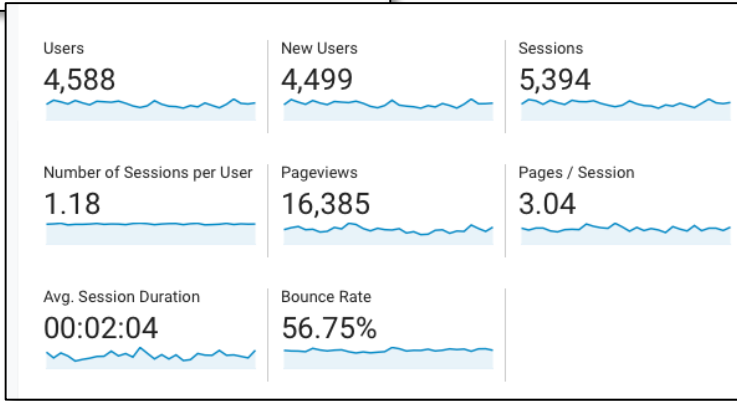 Users
4,588
New Users
4,499
Sessions
5,394
Number of Sessions per User
1.18
Pageviews
16,385
Pages / Session
3.04
Avg. Session Duration
00:02:04
Bounce Rate
56.75%